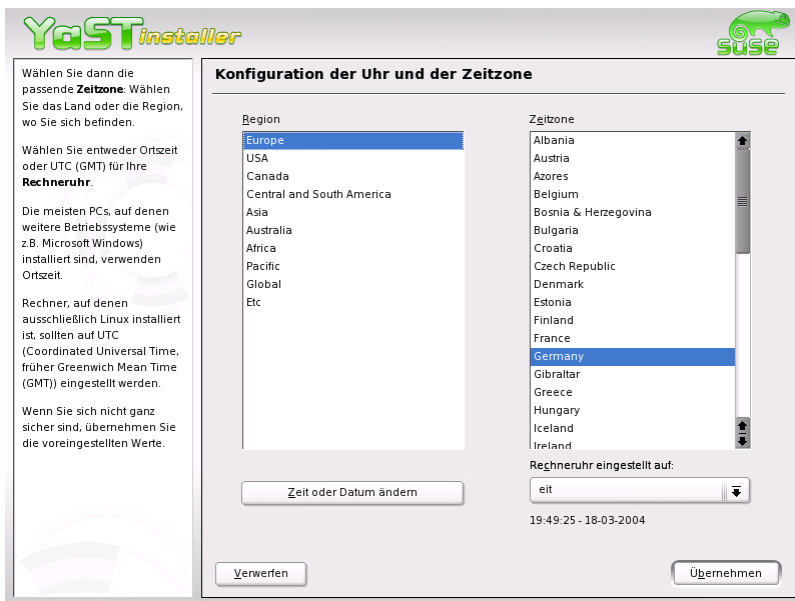 YaST installer
suse
Wählen Sie dann die
passende Zeitzone: Wählen
Sie das Land oder die Region,
wo Sie sich befinden.
Wählen Sie entweder Ortszeit
oder UTC (GMT) für Ihre
Rechneruhr.
Die meisten PCs, auf denen
weitere Betriebssysteme (wie
z.B. Microsoft Windows)
installiert sind, verwenden
Ortszeit.
Rechner, auf denen
ausschließlich Linux installiert
ist, sollten auf UTC
(Coordinated Universal Time,
früher Greenwich Mean Time
(GMT)) eingestellt werden.
Wenn Sie sich nicht ganz
sicher sind, übernehmen Sie
die voreingestellten Werte.
Konfiguration der Uhr und der Zeitzone
Region
Europe
USA
Canada
Central and South America
Asia
Australia
Africa
Pacific
Global
Etc
Zeit oder Datum ändern
Zeitzone
Albania
Austria
Azores
Belgium
Bosnia & Herzegovina
Bulgaria
Croatia
Czech Republic
Denmark
Estonia
Finland
France
Germany
Gibraltar
Greece
Hungary
Iceland
Ireland
Rechneruhr eingestellt auf:
eit
19:49:25 - 18-03-2004
Verwerfen
Übernehmen